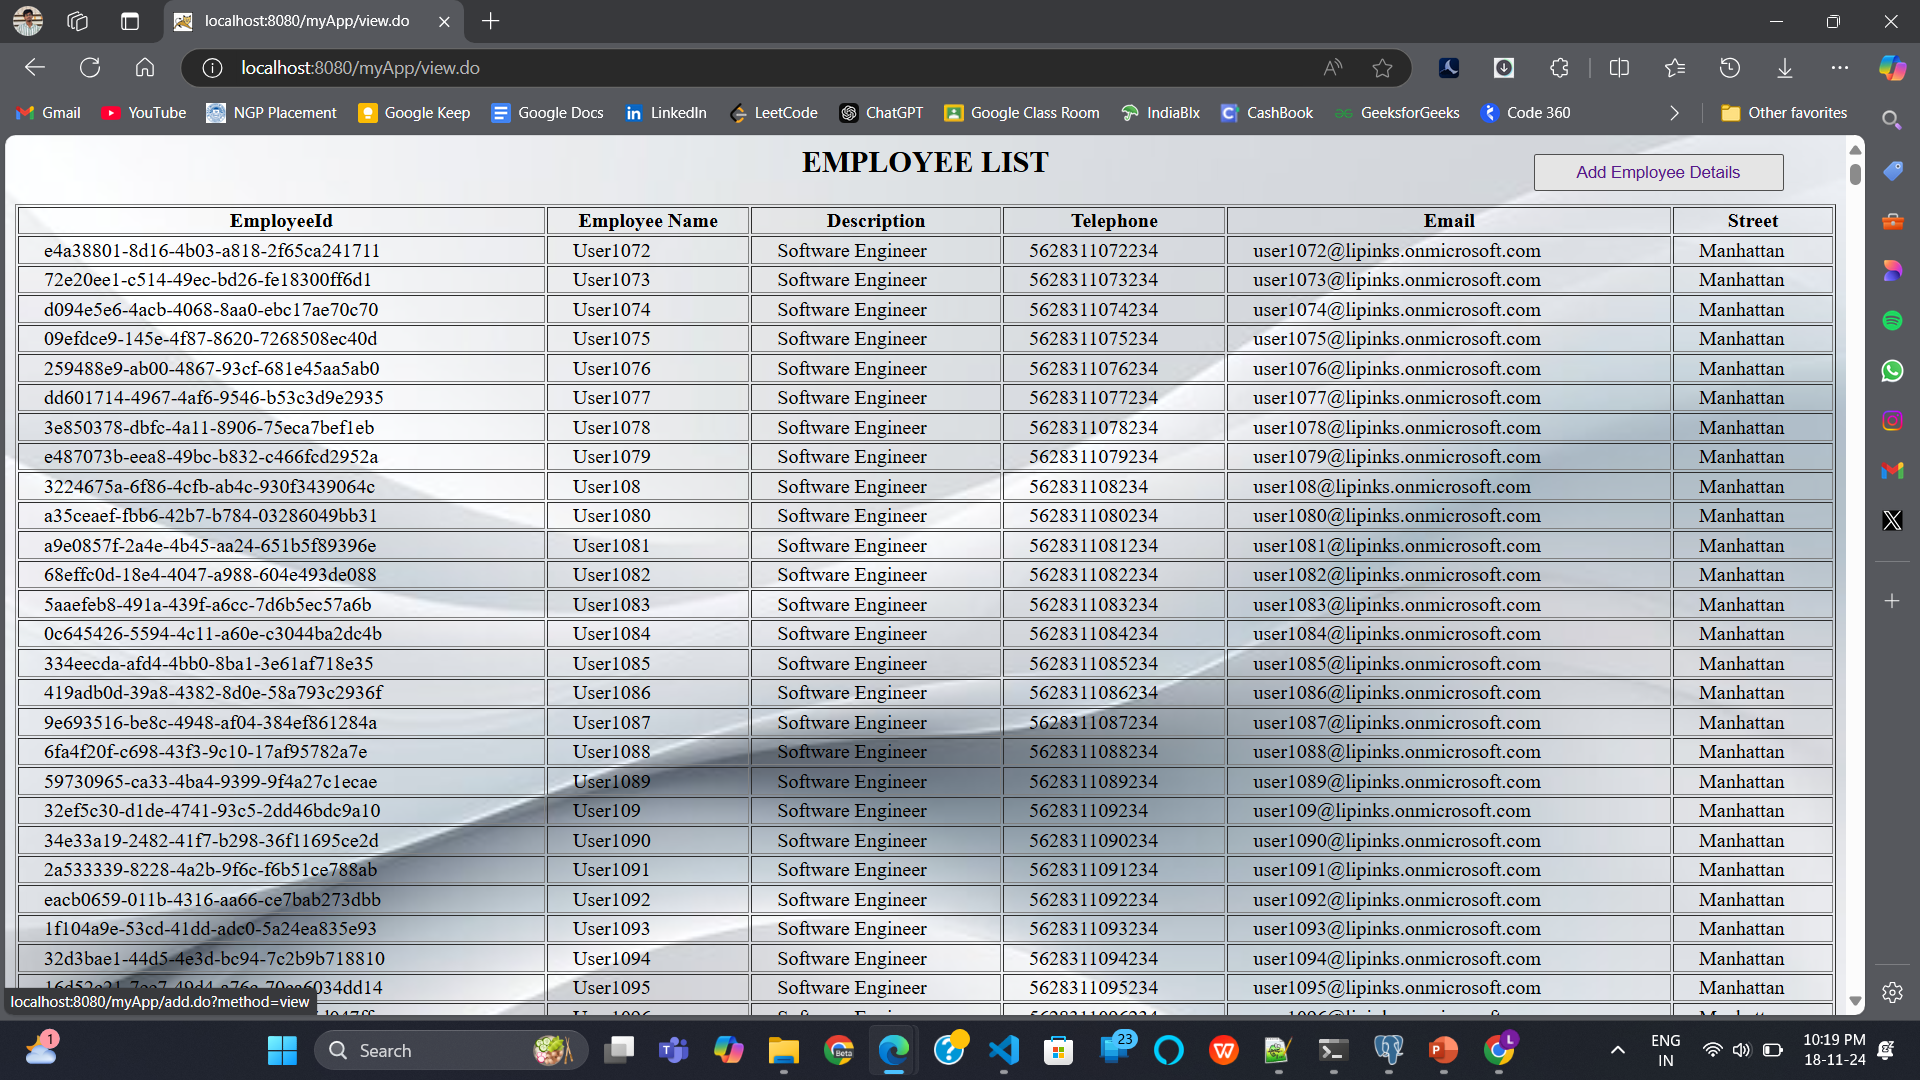 localhost:8080/myApp/view.do
localhost:8080/myApp/view.do
Gmail YouTube NGP Placement Google Keep Google Docs LinkedIn LeetCode ChatGPT Google Class Room IndiaBIx CashBook GeeksforGeeks Code 360 Other favorites
EMPLOYEE LIST
Add Employee Details
EmployeeId Employee Name Description Telephone Email Street
e4a38801-8d16-4b03-a818-2f65ca241711 User1072 Software Engineer 5628311072234 user1072@lipinks.onmicrosoft.com Manhattan
72e20ee1-c514-49ec-bd26-fe18300ff6d1 User1073 Software Engineer 5628311073234 user1073@lipinks.onmicrosoft.com Manhattan
d094e5e6-4acb-4068-8aa0-ebc17ae70c70 User1074 Software Engineer 5628311074234 user1074@lipinks.onmicrosoft.com Manhattan
09efdce9-145e-4f87-8620-7268508ec40d User1075 Software Engineer 5628311075234 user1075@lipinks.onmicrosoft.com Manhattan
259488e9-ab00-4867-93cf-681e45aa5ab0 User1076 Software Engineer 5628311076234 user1076@lipinks.onmicrosoft.com Manhattan
dd601714-4967-4af6-9546-b53c3d9e2935 User1077 Software Engineer 5628311077234 user1077@lipinks.onmicrosoft.com Manhattan
3e850378-dbfc-4a11-8906-75eca7bef1eb User1078 Software Engineer 5628311078234 user1078@lipinks.onmicrosoft.com Manhattan
e487073b-eea8-49bc-b832-c466fcd2952a User1079 Software Engineer 5628311079234 user1079@lipinks.onmicrosoft.com Manhattan
3224675a-6f86-4cfb-ab4c-930f3439064c User108 Software Engineer 562831108234 user108@lipinks.onmicrosoft.com Manhattan
a35ceaef-fbb6-42b7-b784-03286049bb31 User1080 Software Engineer 5628311080234 user1080@lipinks.onmicrosoft.com Manhattan
a9e0857f-2a4e-4b45-aa24-651b5f89396e User1081 Software Engineer 5628311081234 user1081@lipinks.onmicrosoft.com Manhattan
68effc0d-18e4-4047-a988-604e493de088 User1082 Software Engineer 5628311082234 user1082@lipinks.onmicrosoft.com Manhattan
5aaefeb8-491a-439f-a6cc-7d6b5ec57a6b User1083 Software Engineer 5628311083234 user1083@lipinks.onmicrosoft.com Manhattan
0c645426-5594-4c11-a60e-c3044ba2dc4b User1084 Software Engineer 5628311084234 user1084@lipinks.onmicrosoft.com Manhattan
334eecda-afd4-4bb0-8ba1-3e61af718e35 User1085 Software Engineer 5628311085234 user1085@lipinks.onmicrosoft.com Manhattan
419adb0d-39a8-4382-8d0e-58a793c2936f User1086 Software Engineer 5628311086234 user1086@lipinks.onmicrosoft.com Manhattan
9e693516-be8c-4948-af04-384ef861284a User1087 Software Engineer 5628311087234 user1087@lipinks.onmicrosoft.com Manhattan
6fa4f20f-c698-43f3-9c10-17af95782a7e User1088 Software Engineer 5628311088234 user1088@lipinks.onmicrosoft.com Manhattan
59730965-ca33-4ba4-9399-9f4a27c1ecae User1089 Software Engineer 5628311089234 user1089@lipinks.onmicrosoft.com Manhattan
32ef5c30-d1de-4741-93c5-2dd46bdc9a10 User109 Software Engineer 562831109234 user109@lipinks.onmicrosoft.com Manhattan
34e33a19-2482-41f7-b298-36f11695ce2d User1090 Software Engineer 5628311090234 user1090@lipinks.onmicrosoft.com Manhattan
2a533339-8228-4a2b-9f6c-f6b51ce788ab User1091 Software Engineer 5628311091234 user1091@lipinks.onmicrosoft.com Manhattan
eacb0659-011b-4316-aa66-ce7bab273dbb User1092 Software Engineer 5628311092234 user1092@lipinks.onmicrosoft.com Manhattan
1f104a9e-53cd-41dd-adc0-5a24ea835e93 User1093 Software Engineer 5628311093234 user1093@lipinks.onmicrosoft.com Manhattan
32d3bae1-44d5-4e3d-bc94-7c2b9b718810 User1094 Software Engineer 5628311094234 user1094@lipinks.onmicrosoft.com Manhattan
User1095 Software Engineer 5628311095234 user1095@lipinks.onmicrosoft.com Manhattan
localhost:8080/myApp/add.do?method=view
1 Search Beta 23 L ENG 10:19 PM
IN 18-11-24